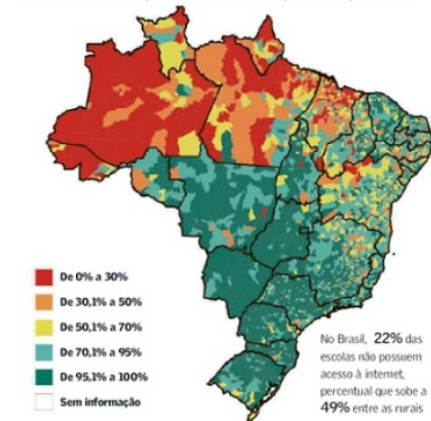 De 0% a 30%
De 30,1% a 50%
De 50,1% a 70%
De 70,1% a 95%
De 95,1% a 100%
Sem informação
No Brasil, 22% das
escolas não possuem
acesso à internet,
percentual que sobe a
49% entre as rurais